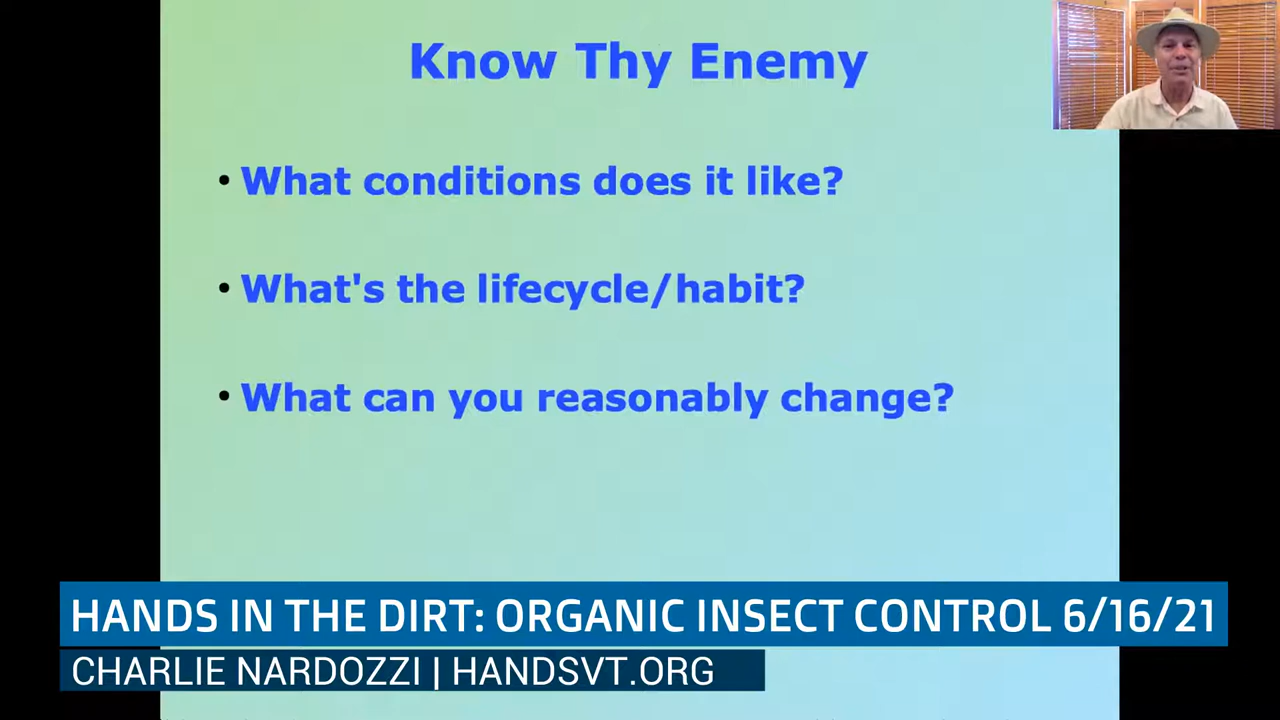 Know Thy Enemy
• What conditions does it like?
• What's the lifecycle/habit?
• What can you reasonably change?
HANDS IN THE DIRT: ORGANIC INSECT CONTROL 6/16/21
CHARLIE NARDOZZI | HANDSVT.ORG